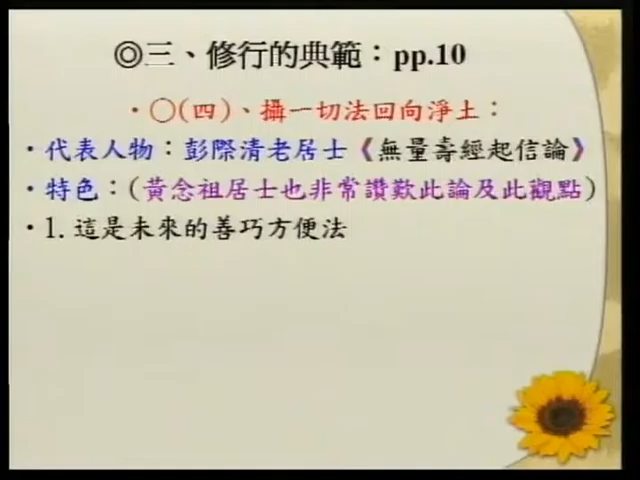 ◎三、修行的典範：pp.10
•〇(四)、攝一切法回向淨土：
•代表人物：彭際清老居士《無量壽經起信論》
•特色：(黃念祖居士也非常讚歎此論及此觀點)
•1.這是未來的善巧方便法